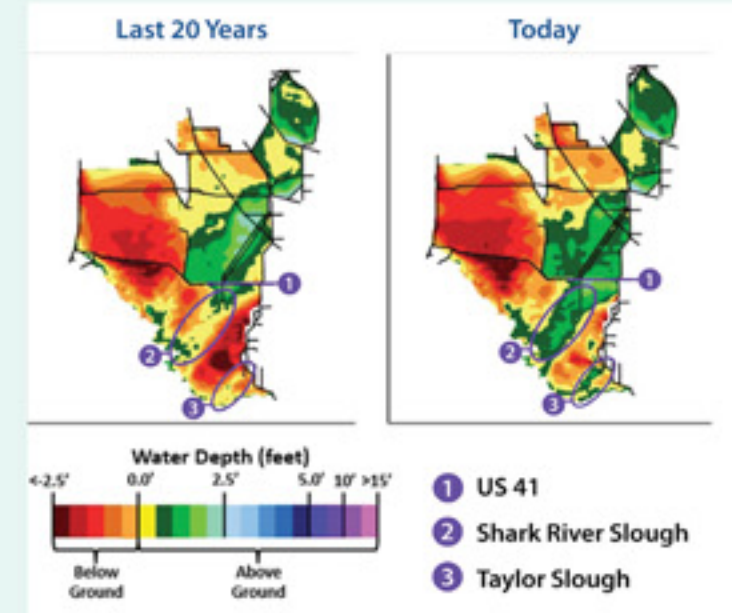 Last 20 Years
Today
1
2
3
1
2
3
Water Depth (feet)
<-2.5' 0.0' 2.5' 5.0' 10' >15'
Below
Ground
Above
Ground
1 US 41
2 Shark River Slough
3 Taylor Slough